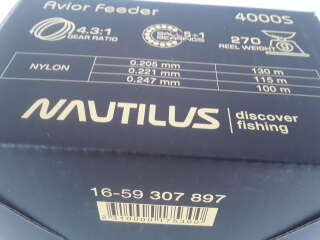 Avior Feeder 4000S
4.3:1
GEAR RATIO
5+1
BEARINGS
270
REEL WEIGHT
NYLON
0.205 mm 130 m
0.221 mm 115 m
0.247 mm 100 m
NAUTILUS
discover
fishing
16-59 307 897